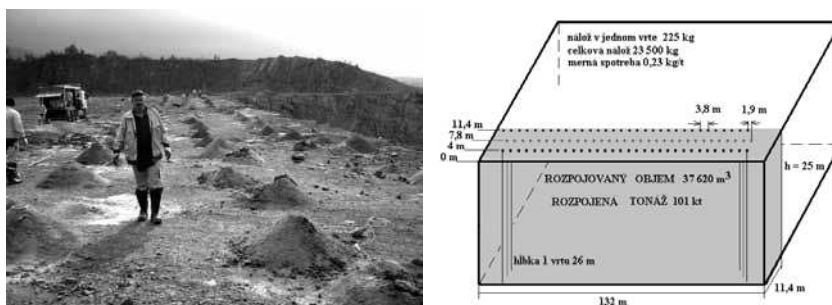 nálož v jednom vrte 225 kg
celková nálož 23 500 kg
merná spotreba 0,23 kg/t
3,8 m
1,9 m
11,4 m
7,8 m
4 m
0 m
h = 25 m
ROZPOJOVANÝ OBJEM 37 620 m³
ROZPOJENÁ TONÁŽ 101 kt
hĺbka 1 vrtu 26 m
11,4 m
132 m